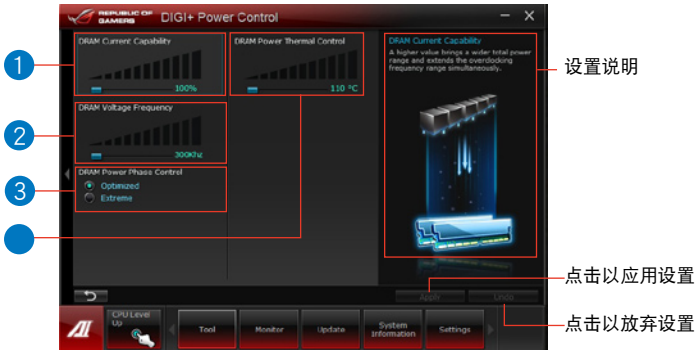 REPUBLIC OF
GAMERS
DIGI+ Power Control
DRAM Current Capability
100%
DRAM Power Thermal Control
110 °C
DRAM Current Capability
A higher value brings a wider total power
range and extends the overclocking
frequency range simultaneously.
设置说明
1
DRAM Voltage Frequency
300Khz
2
DRAM Power Phase Control
Optimized
Extreme
3
Apply
Undo
点击以应用设置
CPU Level
Up
Tool
Monitor
Update
System
Information
Settings
点击以放弃设置